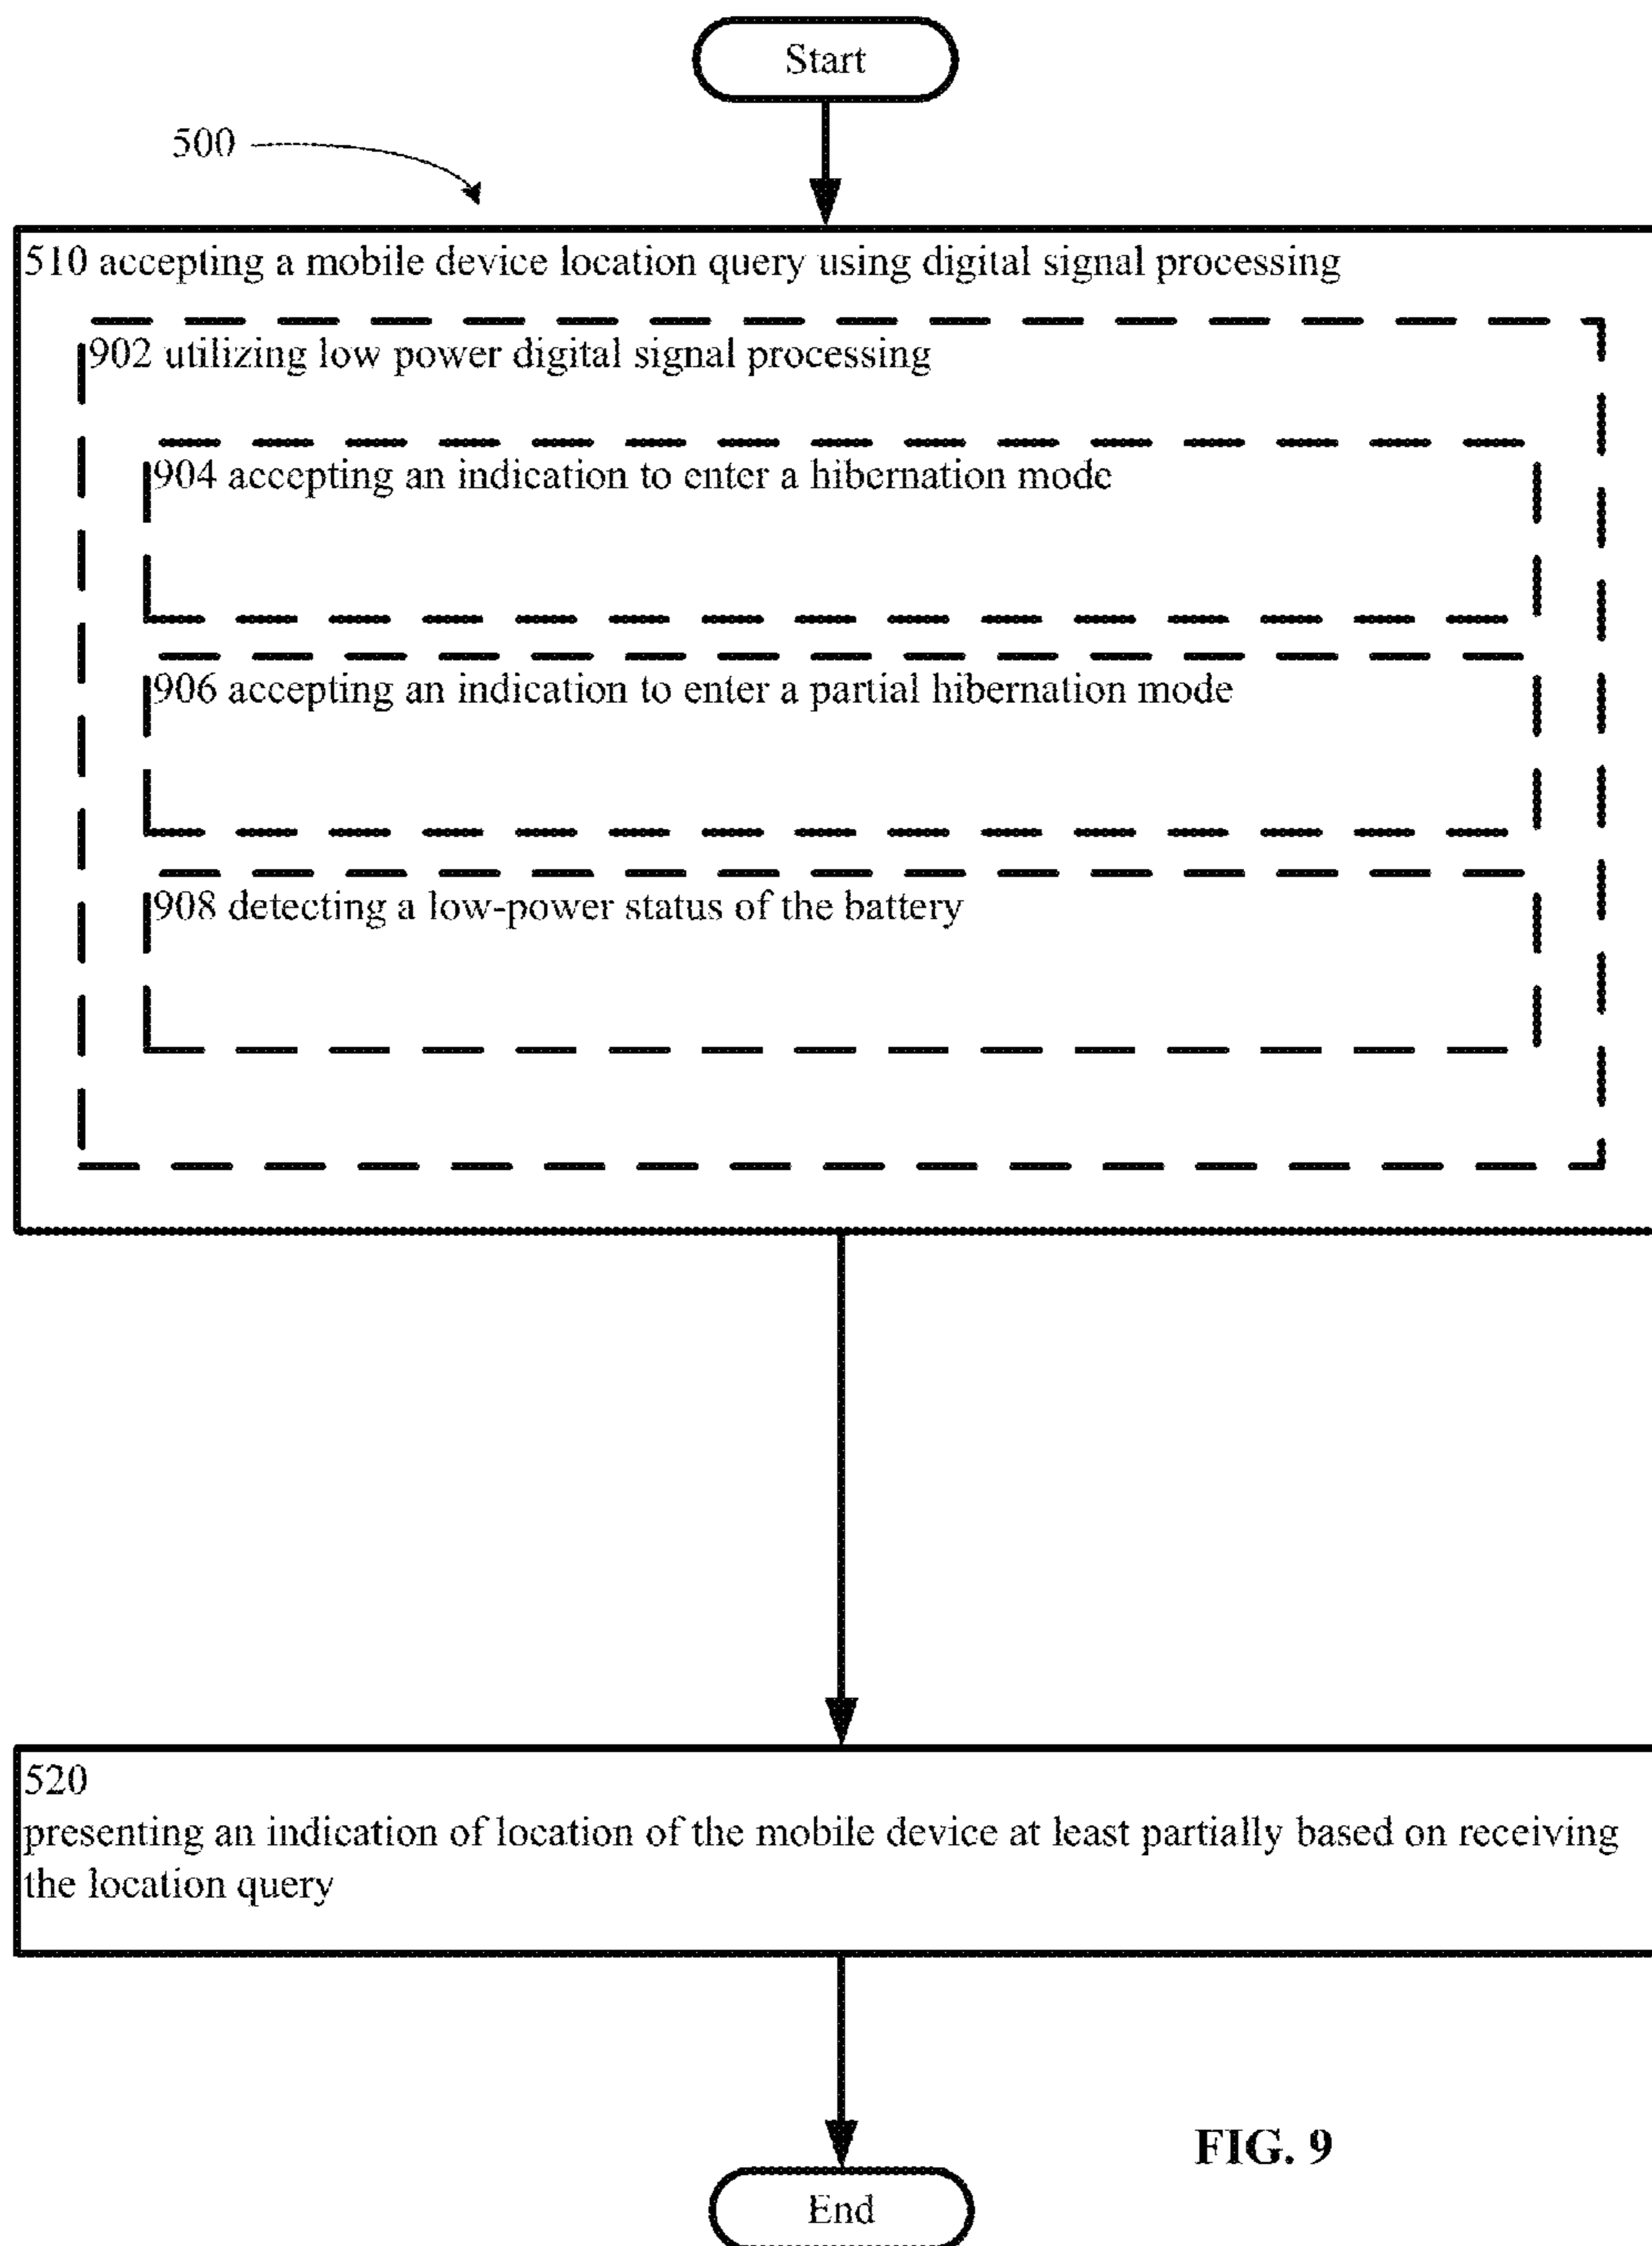 Start
500
510 accepting a mobile device location query using digital signal processing
902 utilizing low power digital signal processing
904 accepting an indication to enter a hibernation mode
906 accepting an indication to enter a partial hibernation mode
908 detecting a low-power status of the battery
520
presenting an indication of location of the mobile device at least partially based on receiving
the location query
FIG. 9
End